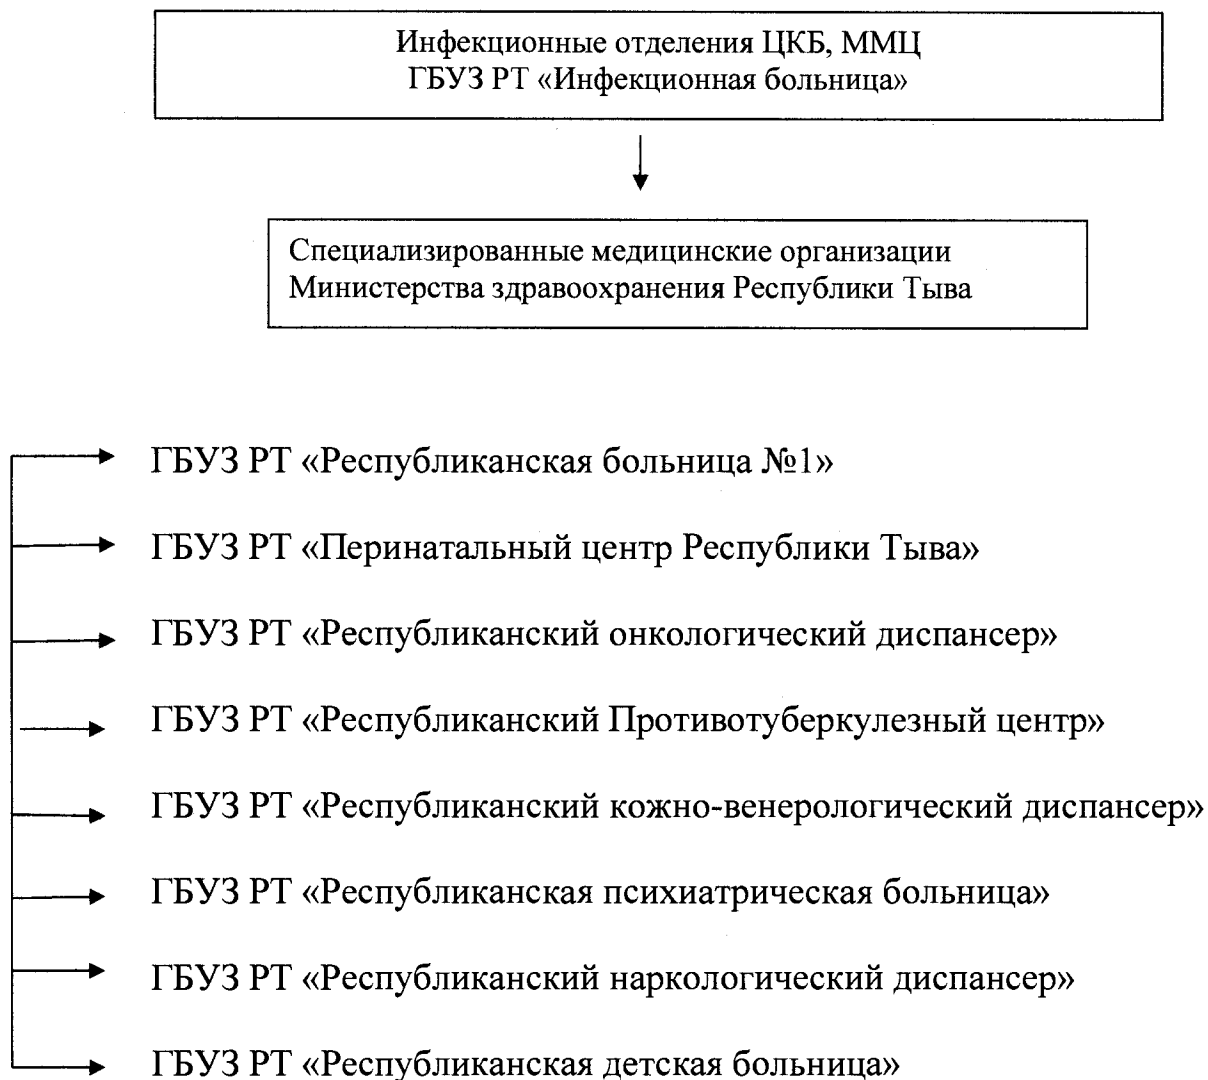 Инфекционные отделения ЦКБ, ММЦ
ГБУЗ РТ «Инфекционная больница»
Специализированные медицинские организации
Министерства здравоохранения Республики Тыва
ГБУЗ РТ «Республиканская больница №1»
ГБУЗ РТ «Перинатальный центр Республики Тыва»
ГБУЗ РТ «Республиканский онкологический диспансер»
ГБУЗ РТ «Республиканский Противотуберкулезный центр»
ГБУЗ РТ «Республиканский кожно-венерологический диспансер»
ГБУЗ РТ «Республиканская психиатрическая больница»
ГБУЗ РТ «Республиканский наркологический диспансер»
ГБУЗ РТ «Республиканская детская больница»